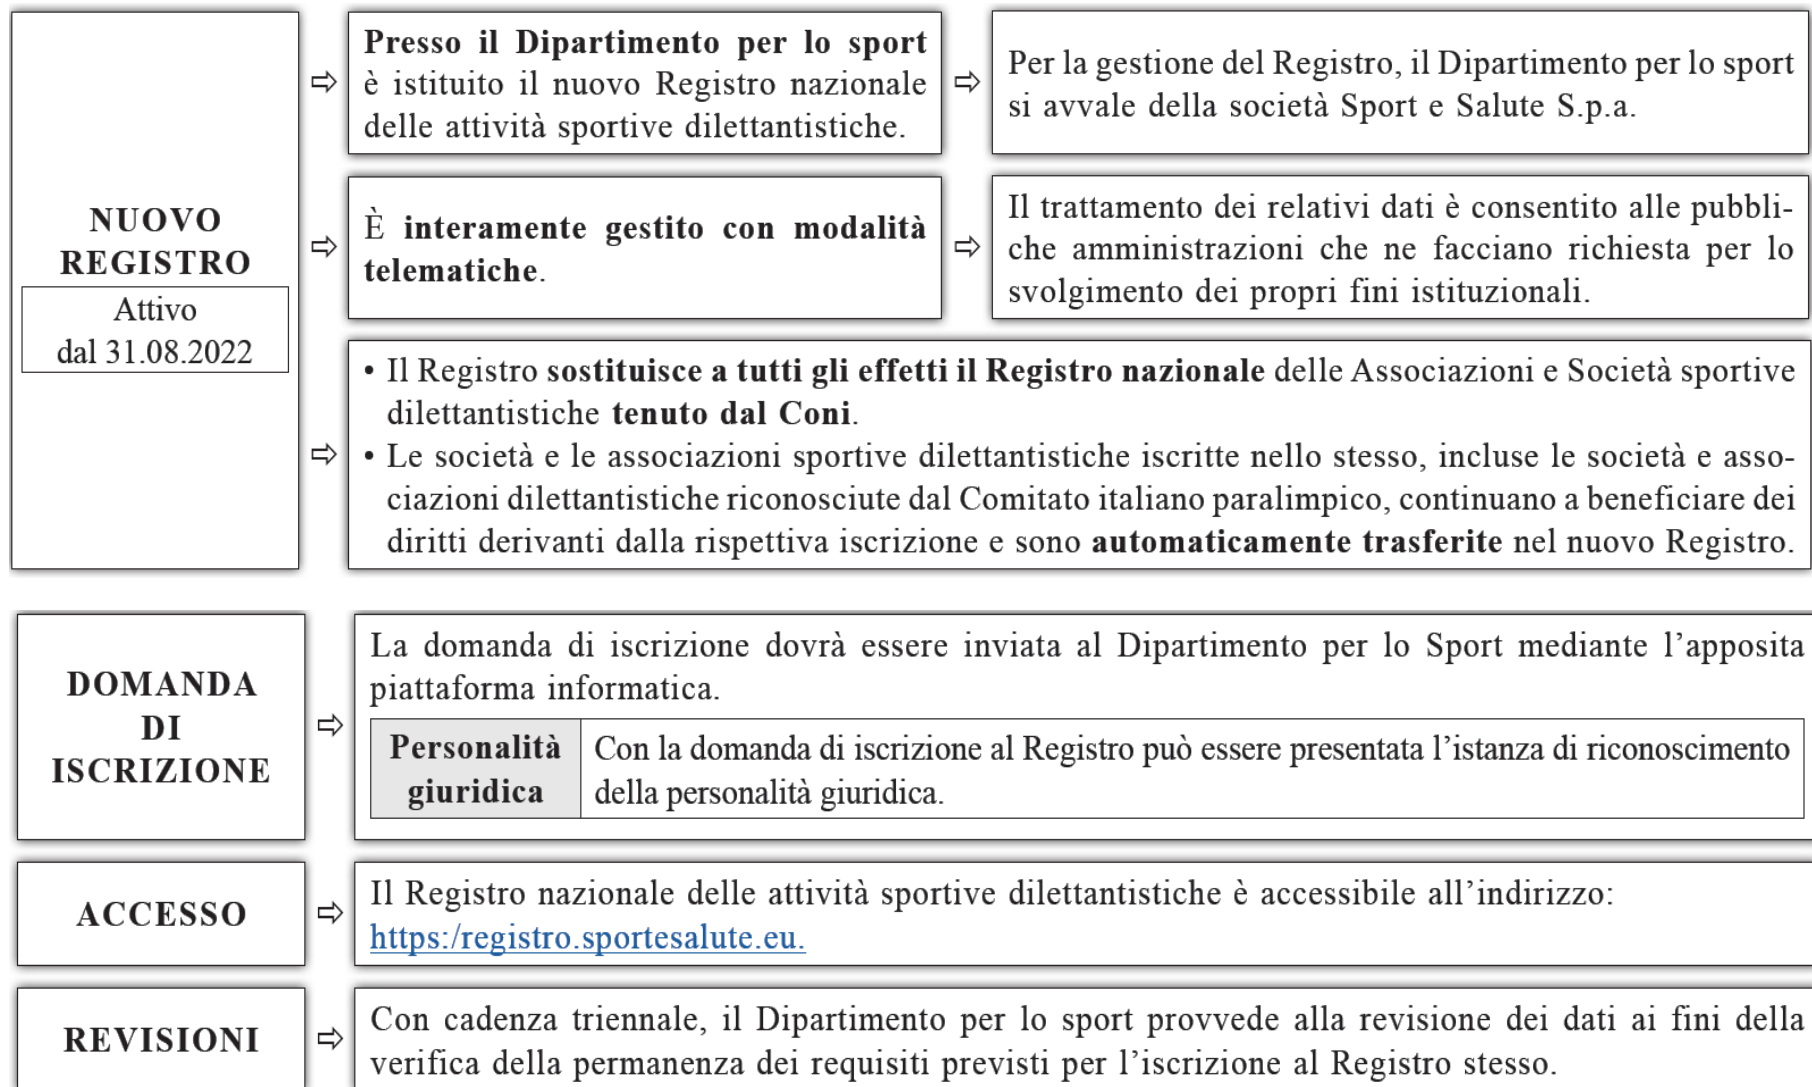 NUOVO
REGISTRO
Attivo
dal 31.08.2022
Presso il Dipartimento per lo sport
è istituito il nuovo Registro nazionale
delle attività sportive dilettantistiche.
Per la gestione del Registro, il Dipartimento per lo sport
si avvale della società Sport e Salute S.p.a.
È interamente gestito con modalità
telematiche.
Il trattamento dei relativi dati è consentito alle pubbli-
che amministrazioni che ne facciano richiesta per lo
svolgimento dei propri fini istituzionali.
• Il Registro sostituisce a tutti gli effetti il Registro nazionale delle Associazioni e Società sportive
dilettantistiche tenuto dal Coni.
• Le società e le associazioni sportive dilettantistiche iscritte nello stesso, incluse le società e asso-
ciazioni dilettantistiche riconosciute dal Comitato italiano paralimpico, continuano a beneficiare dei
diritti derivanti dalla rispettiva iscrizione e sono automaticamente trasferite nel nuovo Registro.
DOMANDA
DI
ISCRIZIONE
La domanda di iscrizione dovrà essere inviata al Dipartimento per lo Sport mediante l'apposita
piattaforma informatica.
Personalità
giuridica
Con la domanda di iscrizione al Registro può essere presentata l'istanza di riconoscimento
della personalità giuridica.
ACCESSO
Il Registro nazionale delle attività sportive dilettantistiche è accessibile all'indirizzo:
https:/registro.sportesalute.eu.
REVISIONI
Con cadenza triennale, il Dipartimento per lo sport provvede alla revisione dei dati ai fini della
verifica della permanenza dei requisiti previsti per l'iscrizione al Registro stesso.